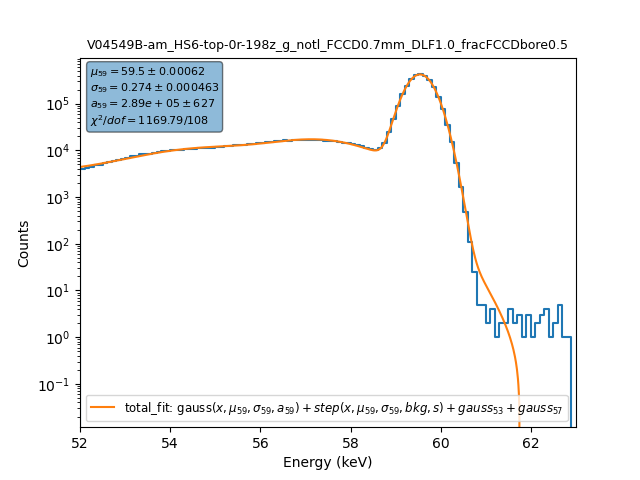 V04549B-am_HS6-top-0r-198z_g_notl_FCCD0.7mm_DLF1.0_fracFCCDbore0.5
μ₅₉ = 59.5 ± 0.00062
σ₅₉ = 0.274 ± 0.000463
a₅₉ = 2.89e + 05 ± 627
χ²/dof = 1169.79/108
Counts
10⁵
10⁴
10³
10²
10¹
10⁰
10⁻¹
total_fit: gauss(x, μ₅₉, σ₅₉, a₅₉) + step(x, μ₅₉, σ₅₉, bkg, s) + gauss₅₃ + gauss₅₇
52 54 56 58 60 62
Energy (keV)